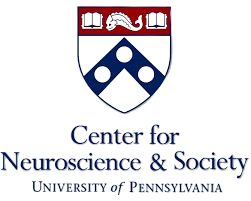 Center for
Neuroscience & Society
UNIVERSITY of PENNSYLVANIA